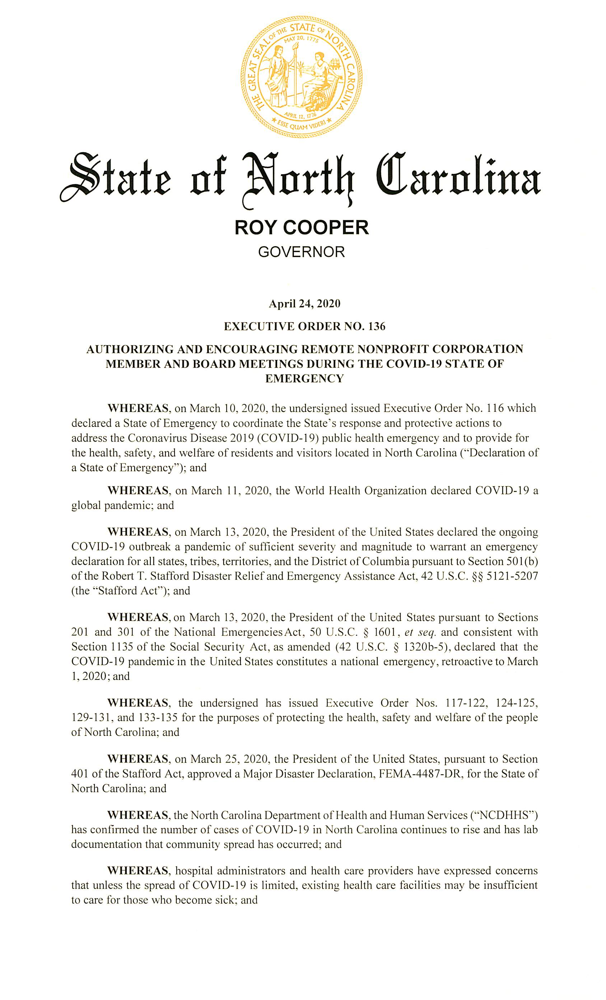 THE GREAT SEAL OF THE STATE OF NORTH CAROLINA
MAY 20, 1775
APRIL 12, 1776
★ ESSE QUAM VIDERI ★
State of North Carolina
ROY COOPER
GOVERNOR
April 24, 2020
EXECUTIVE ORDER NO. 136
AUTHORIZING AND ENCOURAGING REMOTE NONPROFIT CORPORATION
MEMBER AND BOARD MEETINGS DURING THE COVID-19 STATE OF
EMERGENCY
WHEREAS, on March 10, 2020, the undersigned issued Executive Order No. 116 which
declared a State of Emergency to coordinate the State's response and protective actions to
address the Coronavirus Disease 2019 (COVID-19) public health emergency and to provide for
the health, safety, and welfare of residents and visitors located in North Carolina (“Declaration of
a State of Emergency”); and
WHEREAS, on March 11, 2020, the World Health Organization declared COVID-19 a
global pandemic; and
WHEREAS, on March 13, 2020, the President of the United States declared the ongoing
COVID-19 outbreak a pandemic of sufficient severity and magnitude to warrant an emergency
declaration for all states, tribes, territories, and the District of Columbia pursuant to Section 501(b)
of the Robert T. Stafford Disaster Relief and Emergency Assistance Act, 42 U.S.C. §§ 5121-5207
(the “Stafford Act”); and
WHEREAS, on March 13, 2020, the President of the United States pursuant to Sections
201 and 301 of the National Emergencies Act, 50 U.S.C. § 1601, et seq. and consistent with
Section 1135 of the Social Security Act, as amended (42 U.S.C. § 1320b-5), declared that the
COVID-19 pandemic in the United States constitutes a national emergency, retroactive to March
1, 2020; and
WHEREAS, the undersigned has issued Executive Order Nos. 117-122, 124-125,
129-131, and 133-135 for the purposes of protecting the health, safety and welfare of the people
of North Carolina; and
WHEREAS, on March 25, 2020, the President of the United States, pursuant to Section
401 of the Stafford Act, approved a Major Disaster Declaration, FEMA-4487-DR, for the State of
North Carolina; and
WHEREAS, the North Carolina Department of Health and Human Services (“NCDHHS”)
has confirmed the number of cases of COVID-19 in North Carolina continues to rise and has lab
documentation that community spread has occurred; and
WHEREAS, hospital administrators and health care providers have expressed concerns
that unless the spread of COVID-19 is limited, existing health care facilities may be insufficient
to care for those who become sick; and